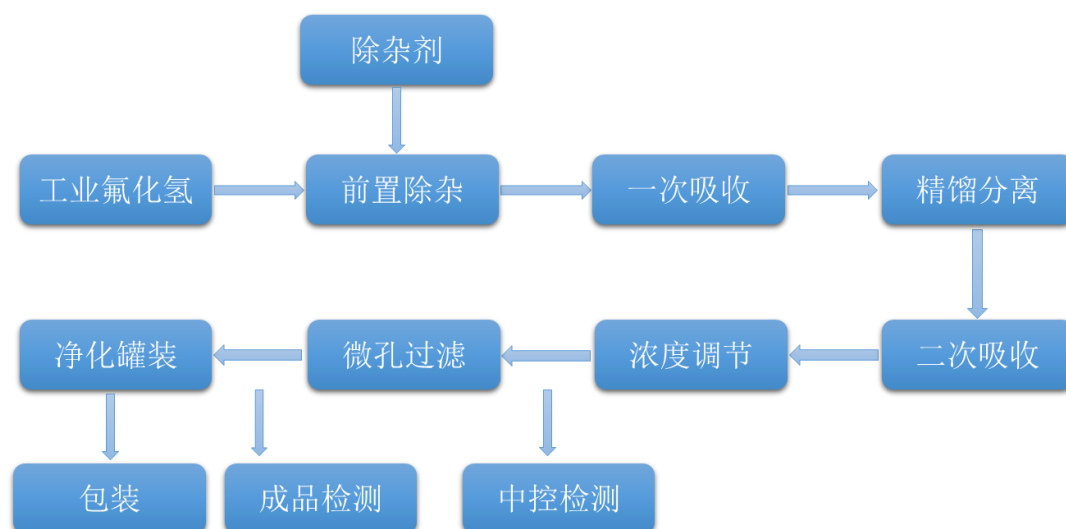 除杂剂
工业氟化氢
前置除杂
一次吸收
精馏分离
净化罐装
微孔过滤
浓度调节
二次吸收
包装
成品检测
中控检测